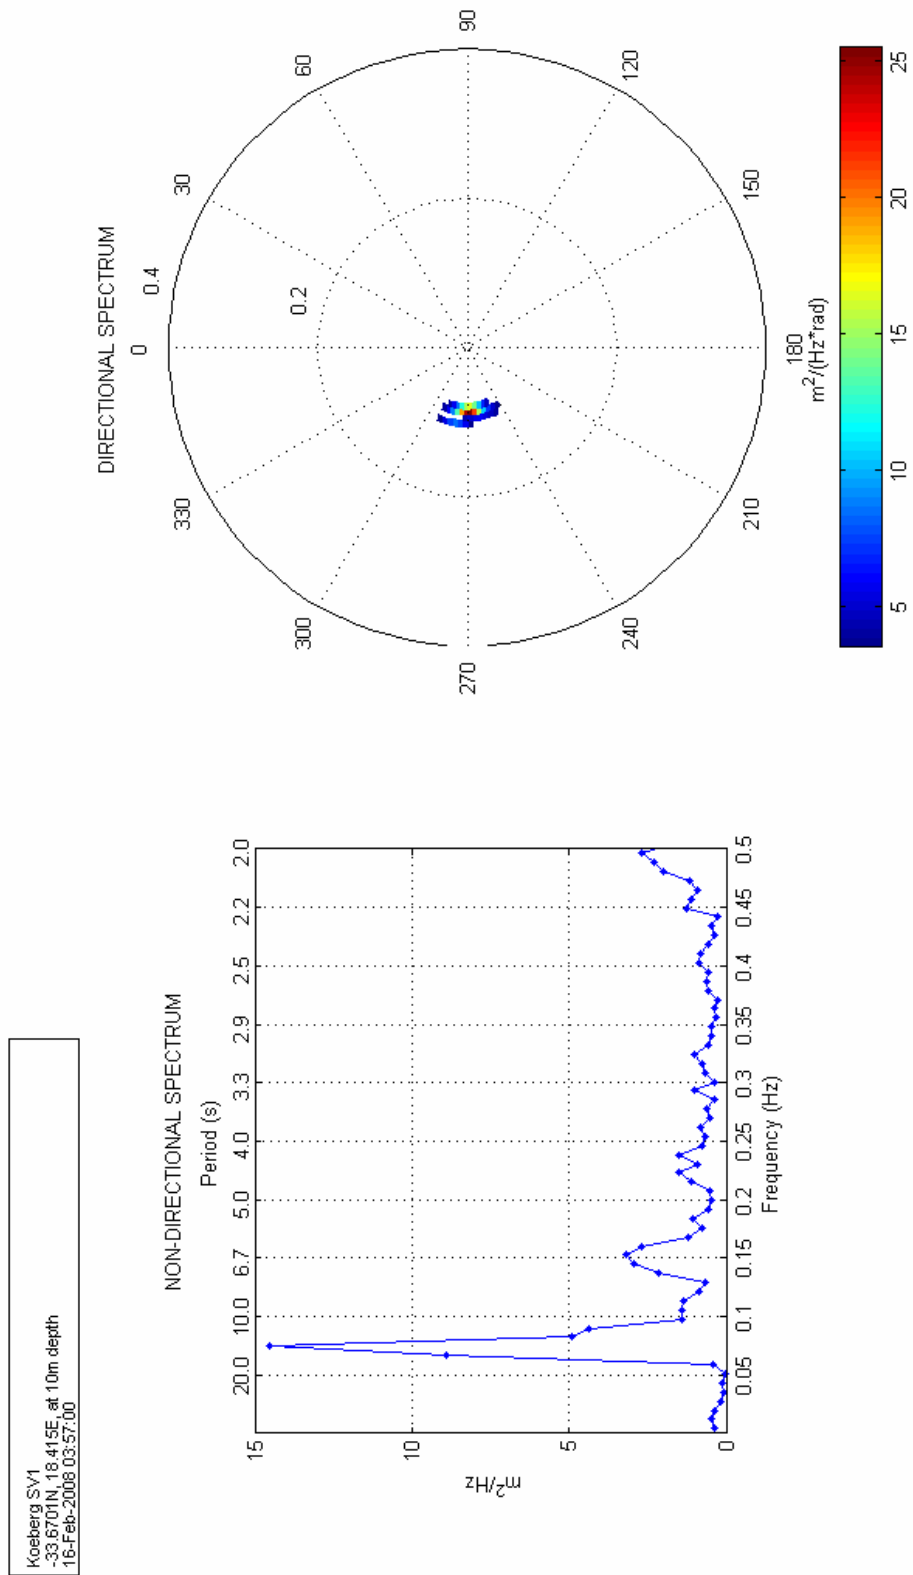 Koeberg SV1
-33.6701N, 18.415E, at 10m depth
16-Feb-2008 03:57:00
NON-DIRECTIONAL SPECTRUM
Period (s)
20.0 10.0 6.7 5.0 4.0 3.3 2.9 2.5 2.2 2.0
15
10
5
0
m²/Hz
0.05 0.1 0.15 0.2 0.25 0.3 0.35 0.4 0.45 0.5
Frequency (Hz)
DIRECTIONAL SPECTRUM
0
0.4
0.2
30
60
90
120
150
180
210
240
270
300
330
m²/(Hz*rad)
5 10 15 20 25